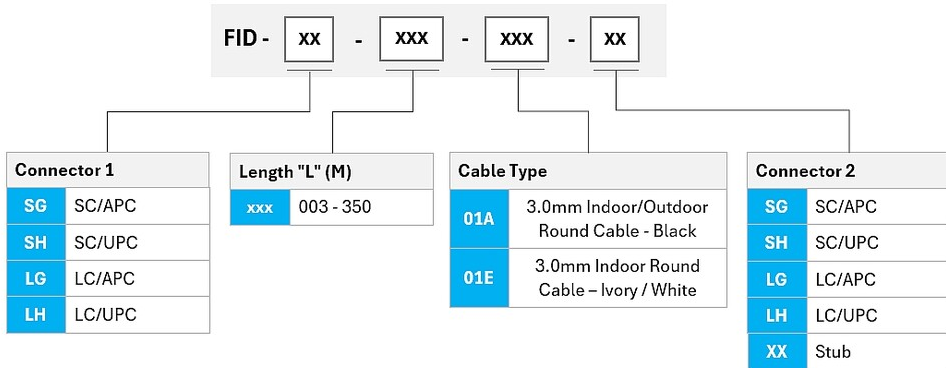 FID - XX - XXX - XXX - XX
Connector 1
SG SC/APC
SH SC/UPC
LG LC/APC
LH LC/UPC
Length "L" (M)
xxx 003 - 350
Cable Type
01A 3.0mm Indoor/Outdoor
Round Cable - Black
01E 3.0mm Indoor Round
Cable – Ivory / White
Connector 2
SG SC/APC
SH SC/UPC
LG LC/APC
LH LC/UPC
XX Stub